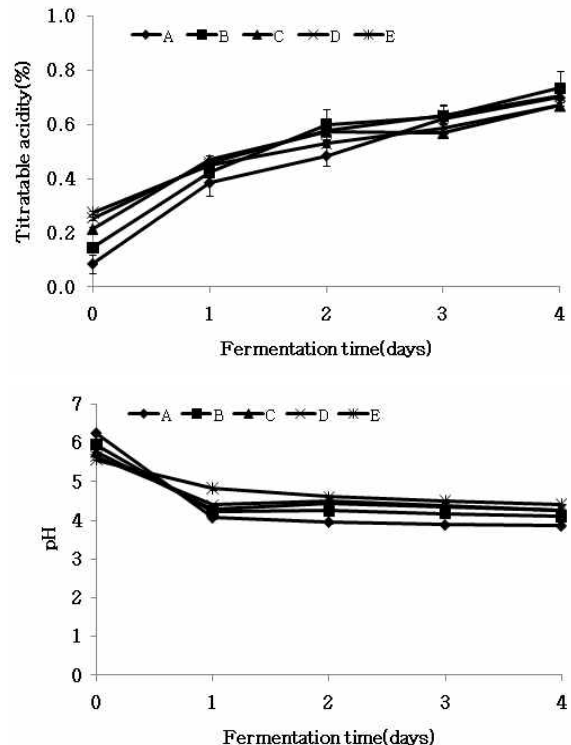 A B C D E
1.0
0.8
0.6
0.4
0.2
0.0
Titratable acidity(%)
0 1 2 3 4
Fermentation time(days)
A B C D E
7
6
5
4
3
2
1
0
pH
0 1 2 3 4
Fermentation time(days)